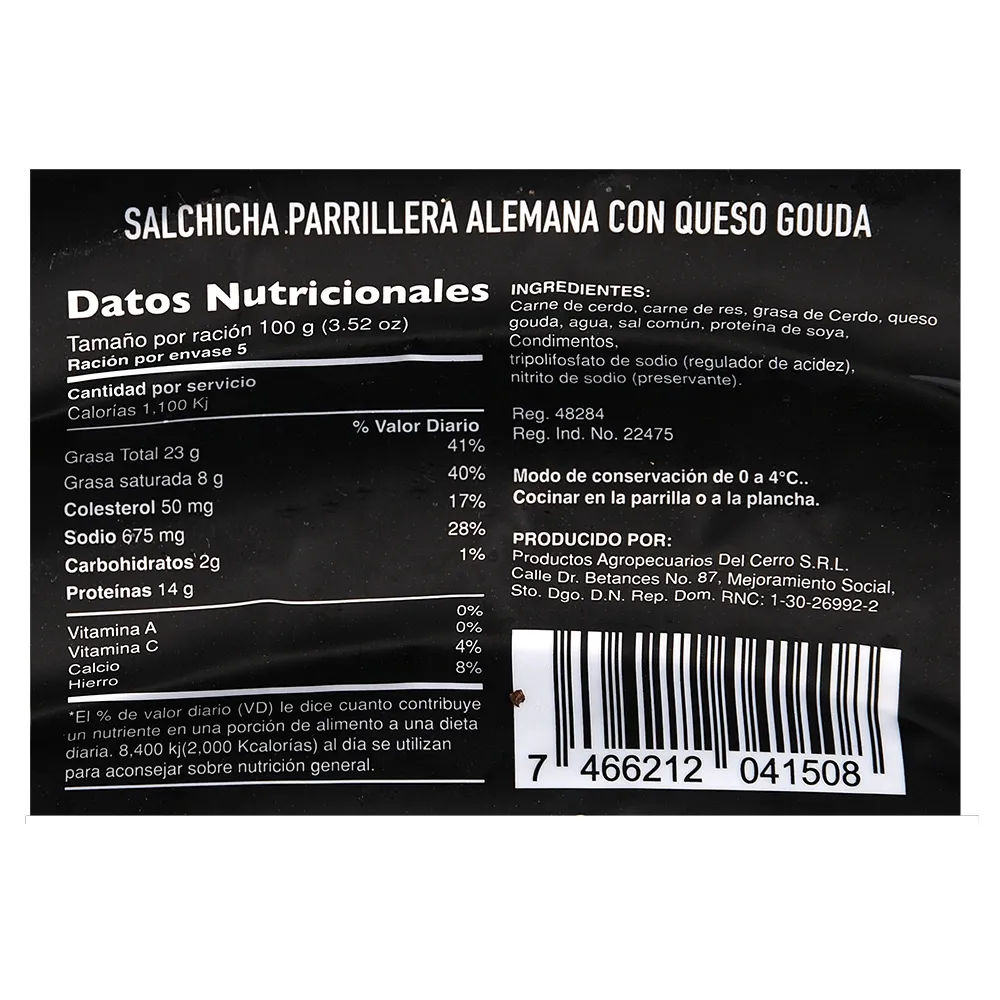 SALCHICHA PARRILLERA ALEMANA CON QUESO GOUDA
Datos Nutricionales
Tamaño por ración 100 g (3.52 oz)
Ración por envase 5
Cantidad por servicio
Calorías 1,100 Kj
% Valor Diario
Grasa Total 23 g 41%
Grasa saturada 8 g 40%
Colesterol 50 mg 17%
Sodio 675 mg 28%
Carbohidratos 2g 1%
Proteínas 14 g
Vitamina A 0%
Vitamina C 0%
Calcio 4%
Hierro 8%
*El % de valor diario (VD) le dice cuanto contribuye
un nutriente en una porción de alimento a una dieta
diaria. 8,400 kj(2,000 Kcalorías) al día se utilizan
para aconsejar sobre nutrición general.
INGREDIENTES:
Carne de cerdo, carne de res, grasa de Cerdo, queso
gouda, agua, sal común, proteína de soya,
Condimentos,
tripolifosfato de sodio (regulador de acidez),
nitrito de sodio (preservante).
Reg. 48284
Reg. Ind. No. 22475
Modo de conservación de 0 a 4°C..
Cocinar en la parrilla o a la plancha.
PRODUCIDO POR:
Productos Agropecuarios Del Cerro S.R.L.
Calle Dr. Betances No. 87, Mejoramiento Social,
Sto. Dgo. D.N. Rep. Dom. RNC: 1-30-26992-2
7 466212 041508